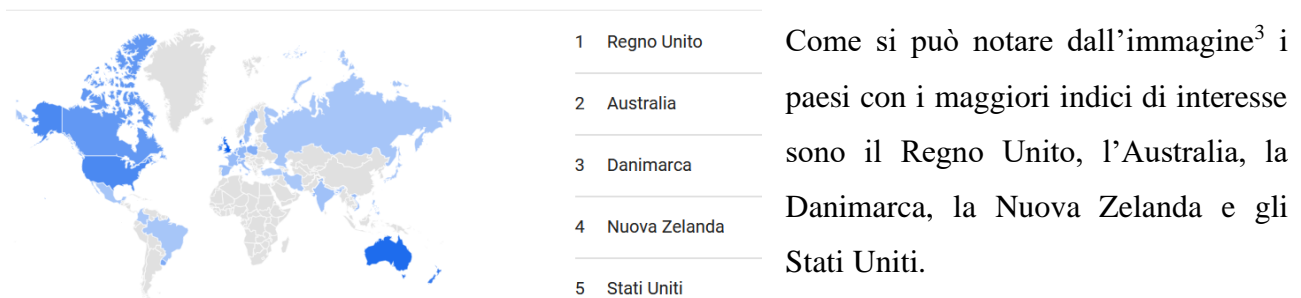 1 Regno Unito
2 Australia
3 Danimarca
4 Nuova Zelanda
5 Stati Uniti
Come si può notare dall’immagine³ i
paesi con i maggiori indici di interesse
sono il Regno Unito, l’Australia, la
Danimarca, la Nuova Zelanda e gli
Stati Uniti.